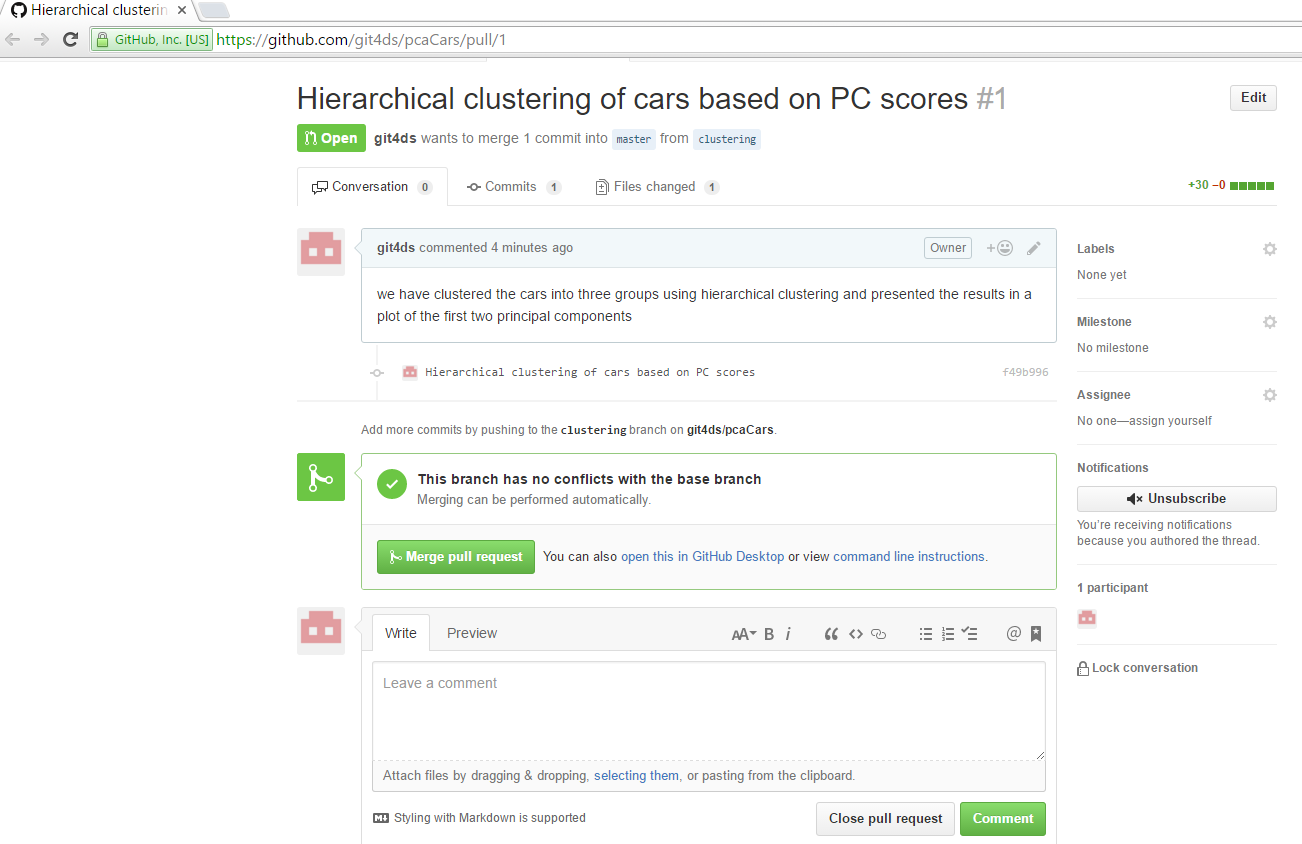 Hierarchical clusterin
GitHub, Inc. [US] https://github.com/git4ds/pcaCars/pull/1
Hierarchical clustering of cars based on PC scores #1
Edit
Open git4ds wants to merge 1 commit into master from clustering
Conversation 0 Commits 1 Files changed 1 +30 −0
git4ds commented 4 minutes ago Owner +
we have clustered the cars into three groups using hierarchical clustering and presented the results in a
plot of the first two principal components
Hierarchical clustering of cars based on PC scores f49b996
Add more commits by pushing to the clustering branch on git4ds/pcaCars.
This branch has no conflicts with the base branch
Merging can be performed automatically.
Merge pull request You can also open this in GitHub Desktop or view command line instructions.
Write Preview AA B i “ <> @
Leave a comment
Attach files by dragging & dropping, selecting them, or pasting from the clipboard.
Styling with Markdown is supported
Close pull request Comment
Labels
None yet
Milestone
No milestone
Assignee
No one—assign yourself
Notifications
Unsubscribe
You’re receiving notifications
because you authored the thread.
1 participant
Lock conversation